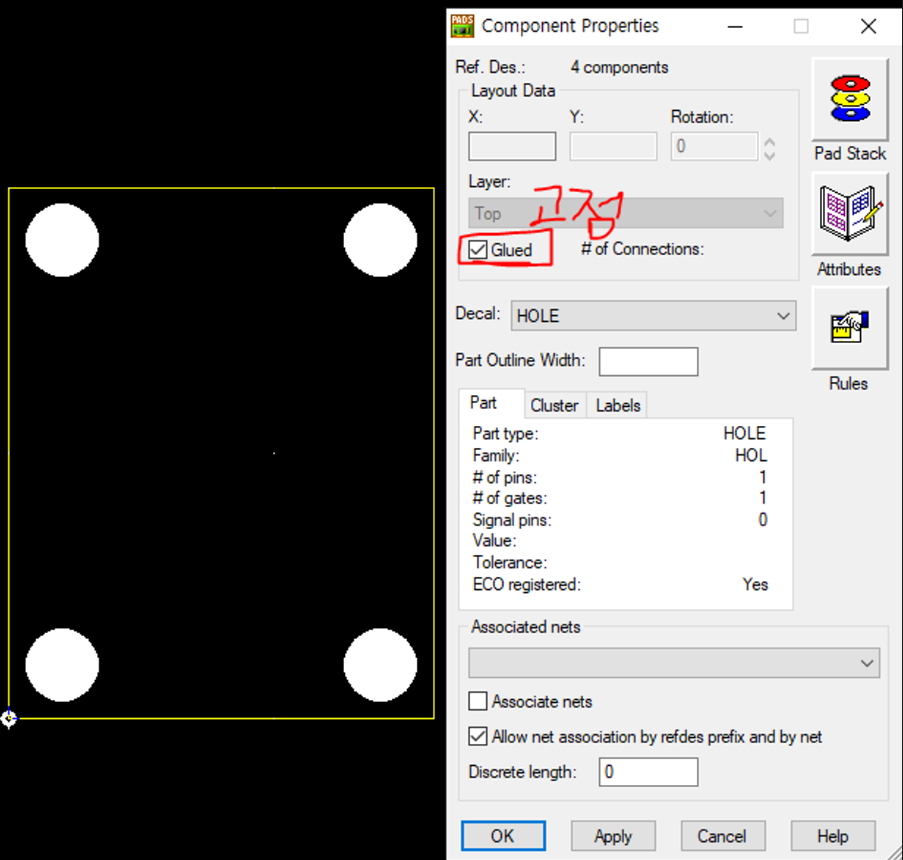 PADS
Component Properties
Ref. Des.: 4 components
Layout Data
X: Y: Rotation:
0
Pad Stack
Layer:
Top
고정
Glued # of Connections:
Attributes
Decal: HOLE
Part Outline Width:
Rules
Part Cluster Labels
Part type: HOLE
Family: HOL
# of pins: 1
# of gates: 1
Signal pins: 0
Value:
Tolerance:
ECO registered: Yes
Associated nets
Associate nets
Allow net association by refdes prefix and by net
Discrete length: 0
OK Apply Cancel Help